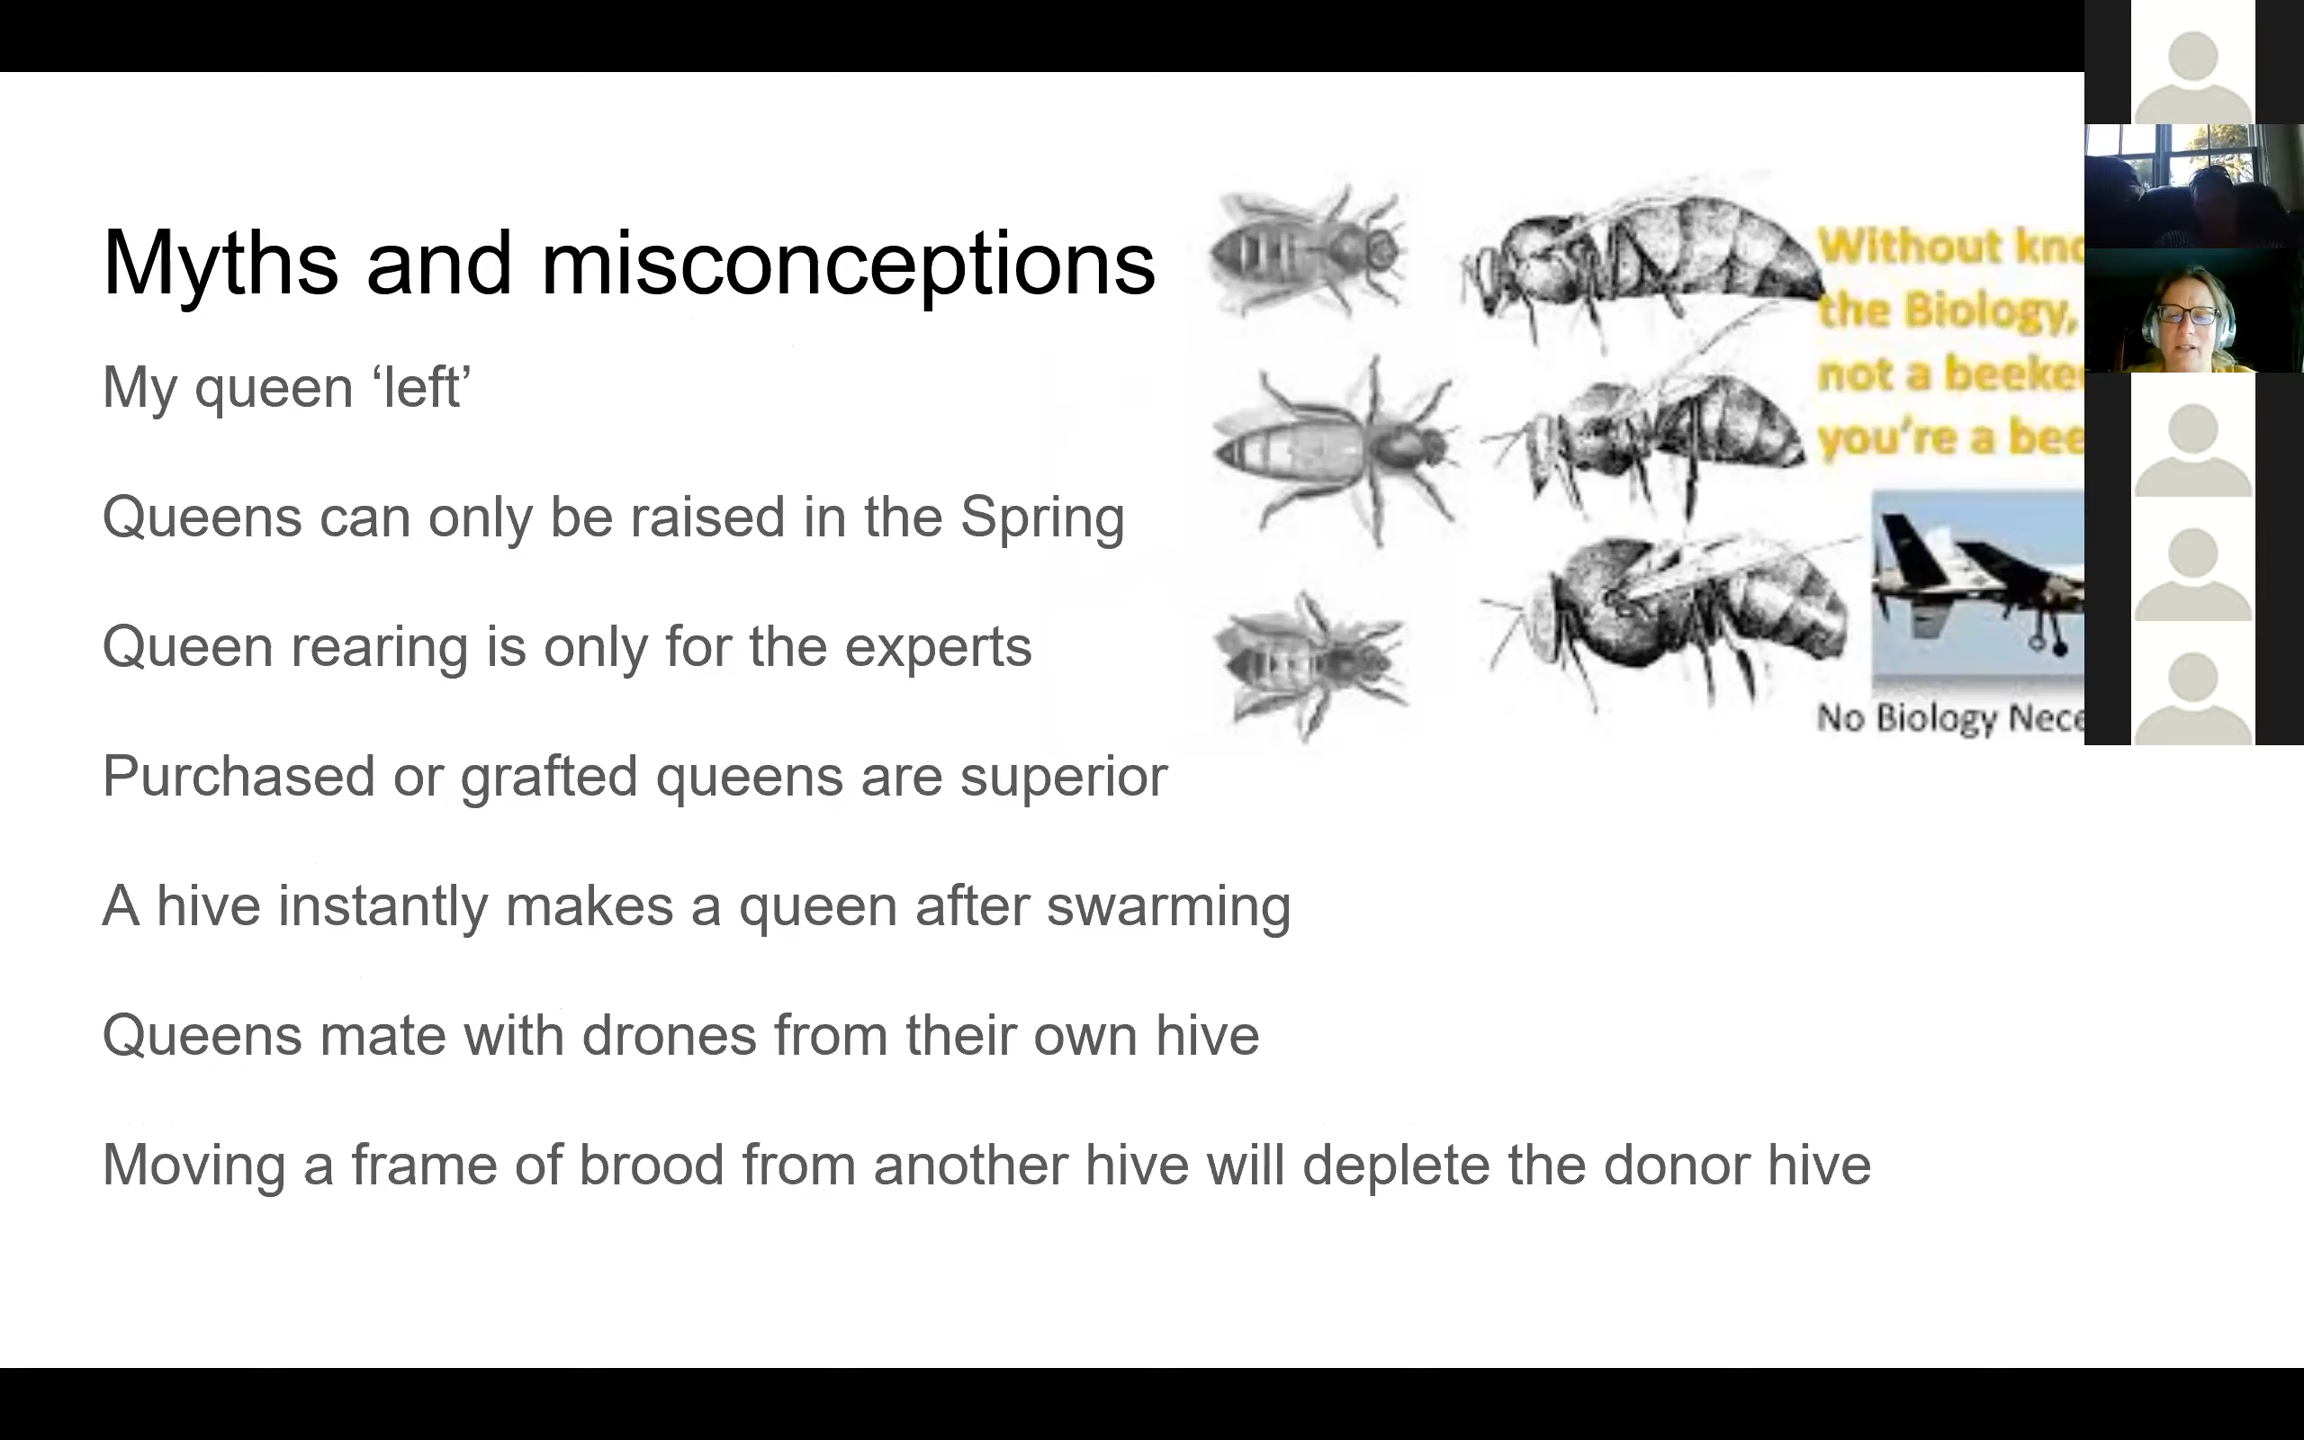 Myths and misconceptions
My queen ‘left’
Queens can only be raised in the Spring
Queen rearing is only for the experts
Purchased or grafted queens are superior
A hive instantly makes a queen after swarming
Queens mate with drones from their own hive
Moving a frame of brood from another hive will deplete the donor hive
Without
the Biology,
not a
you're a bee
No Biology